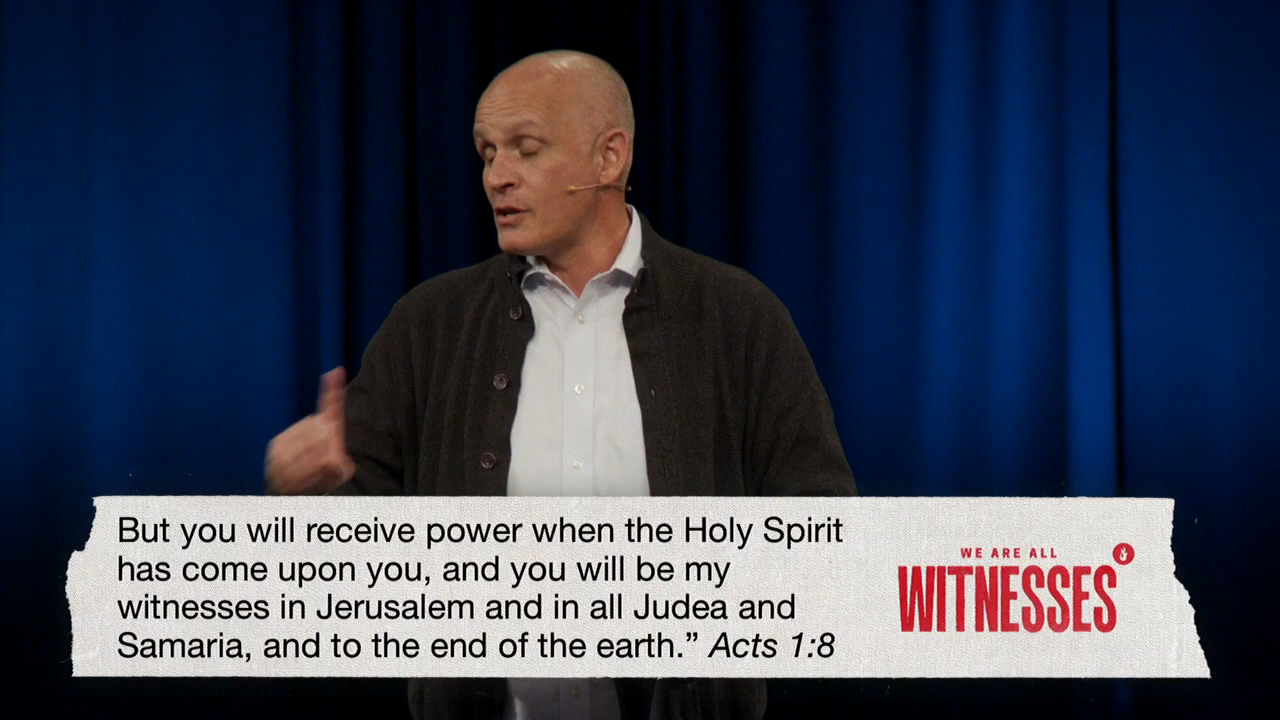 But you will receive power when the Holy Spirit
has come upon you, and you will be my
witnesses in Jerusalem and in all Judea and
Samaria, and to the end of the earth.” Acts 1:8
WE ARE ALL
WITNESSES